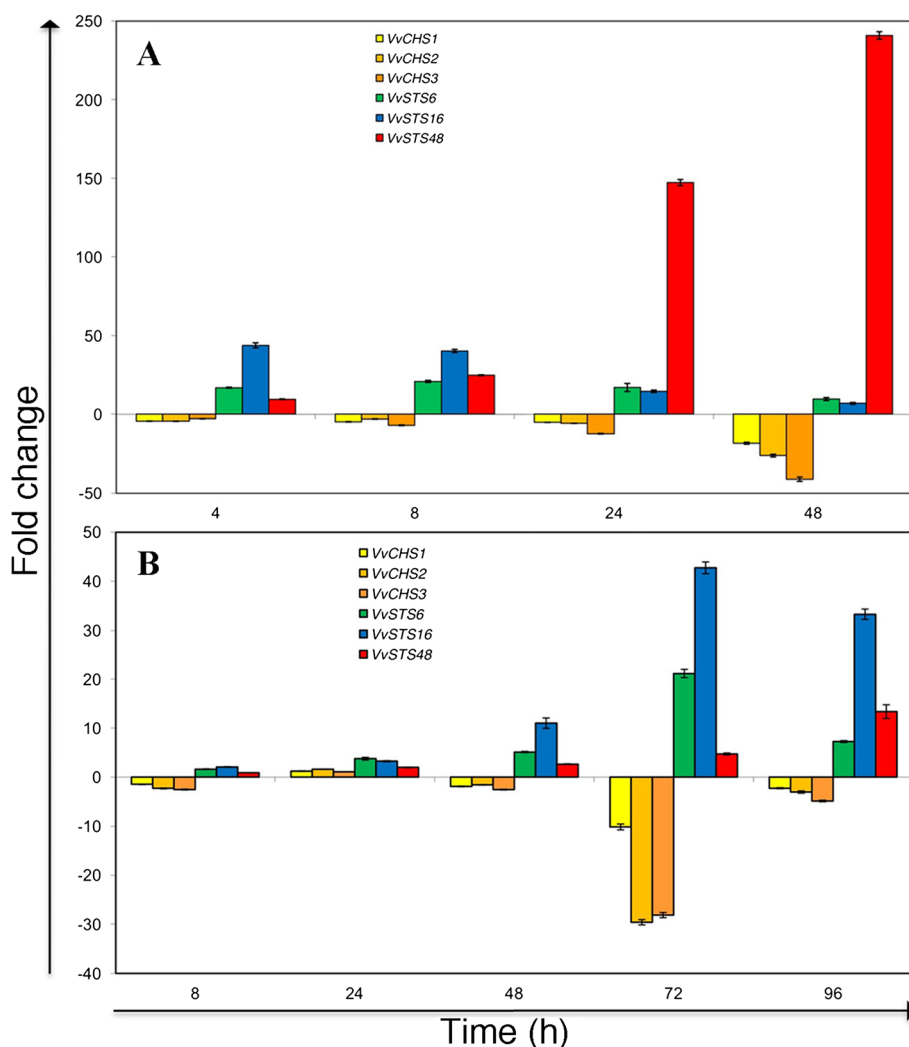 A
VvCHS1
VvCHS2
VvCHS3
VvSTS6
VvSTS16
VvSTS48
250
200
150
100
50
0
-50
4 8 24 48
Fold change
B
VvCHS1
VvCHS2
VvCHS3
VvSTS6
VvSTS16
VvSTS48
50
40
30
20
10
0
-10
-20
-30
-40
8 24 48 72 96
Time (h)